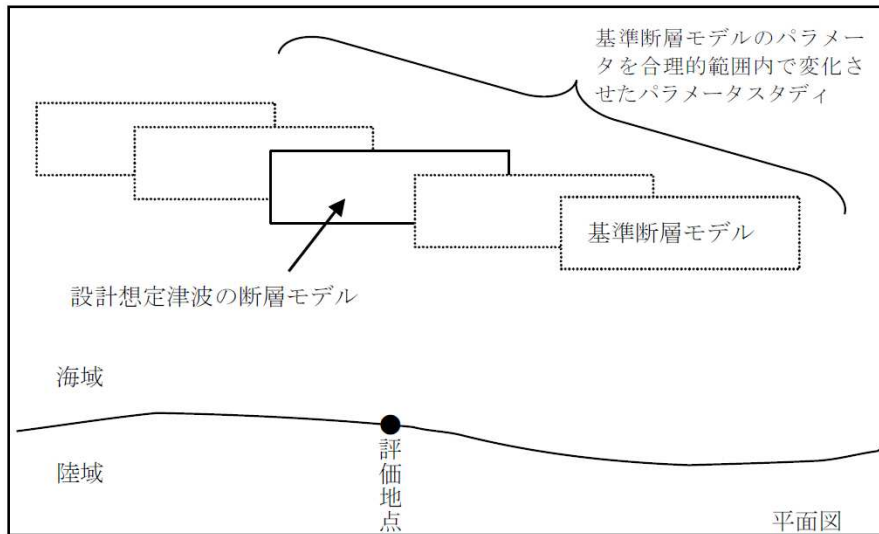 基準断層モデルのパラメー
タを合理的範囲内で変化さ
せたパラメータスタディ
基準断層モデル
設計想定津波の断層モデル
海域
評価地点
陸域
平面図